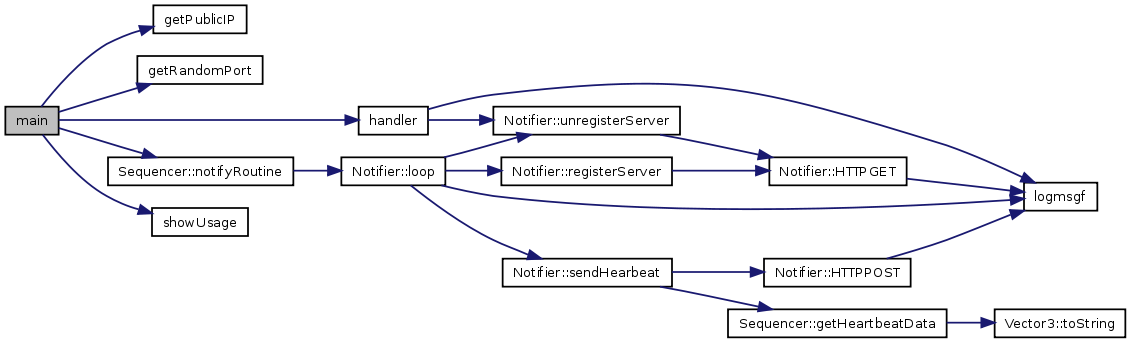 getPublicIP
getRandomPort
main
handler
Notifier::unregisterServer
Sequencer::notifyRoutine
Notifier::loop
Notifier::registerServer
Notifier::HTTPGET
logmsgf
showUsage
Notifier::sendHearbeat
Notifier::HTTPPOST
Sequencer::getHeartbeatData
Vector3::toString